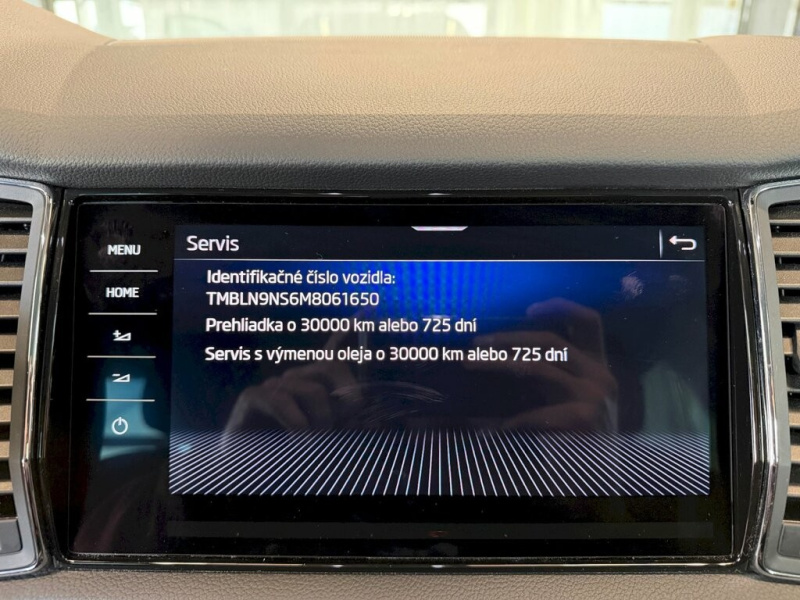 MENU
HOME
Servis
Identifikačné číslo vozidla:
TMBLN9NS6M8061650
Prehliadka o 30000 km alebo 725 dní
Servis s výmenou oleja o 30000 km alebo 725 dní